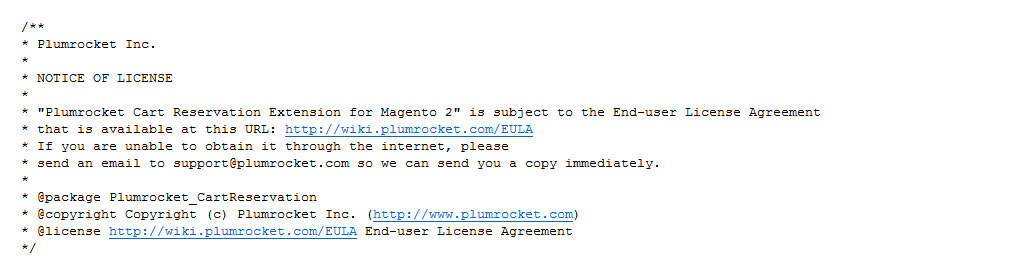 /**
* Plumrocket Inc.
*
* NOTICE OF LICENSE
*
* "Plumrocket Cart Reservation Extension for Magento 2" is subject to the End-user License Agreement
* that is available at this URL: http://wiki.plumrocket.com/EULA
* If you are unable to obtain it through the internet, please
* send an email to support@plumrocket.com so we can send you a copy immediately.
*
* @package Plumrocket_CartReservation
* @copyright Copyright (c) Plumrocket Inc. (http://www.plumrocket.com)
* @license http://wiki.plumrocket.com/EULA End-user License Agreement
*/